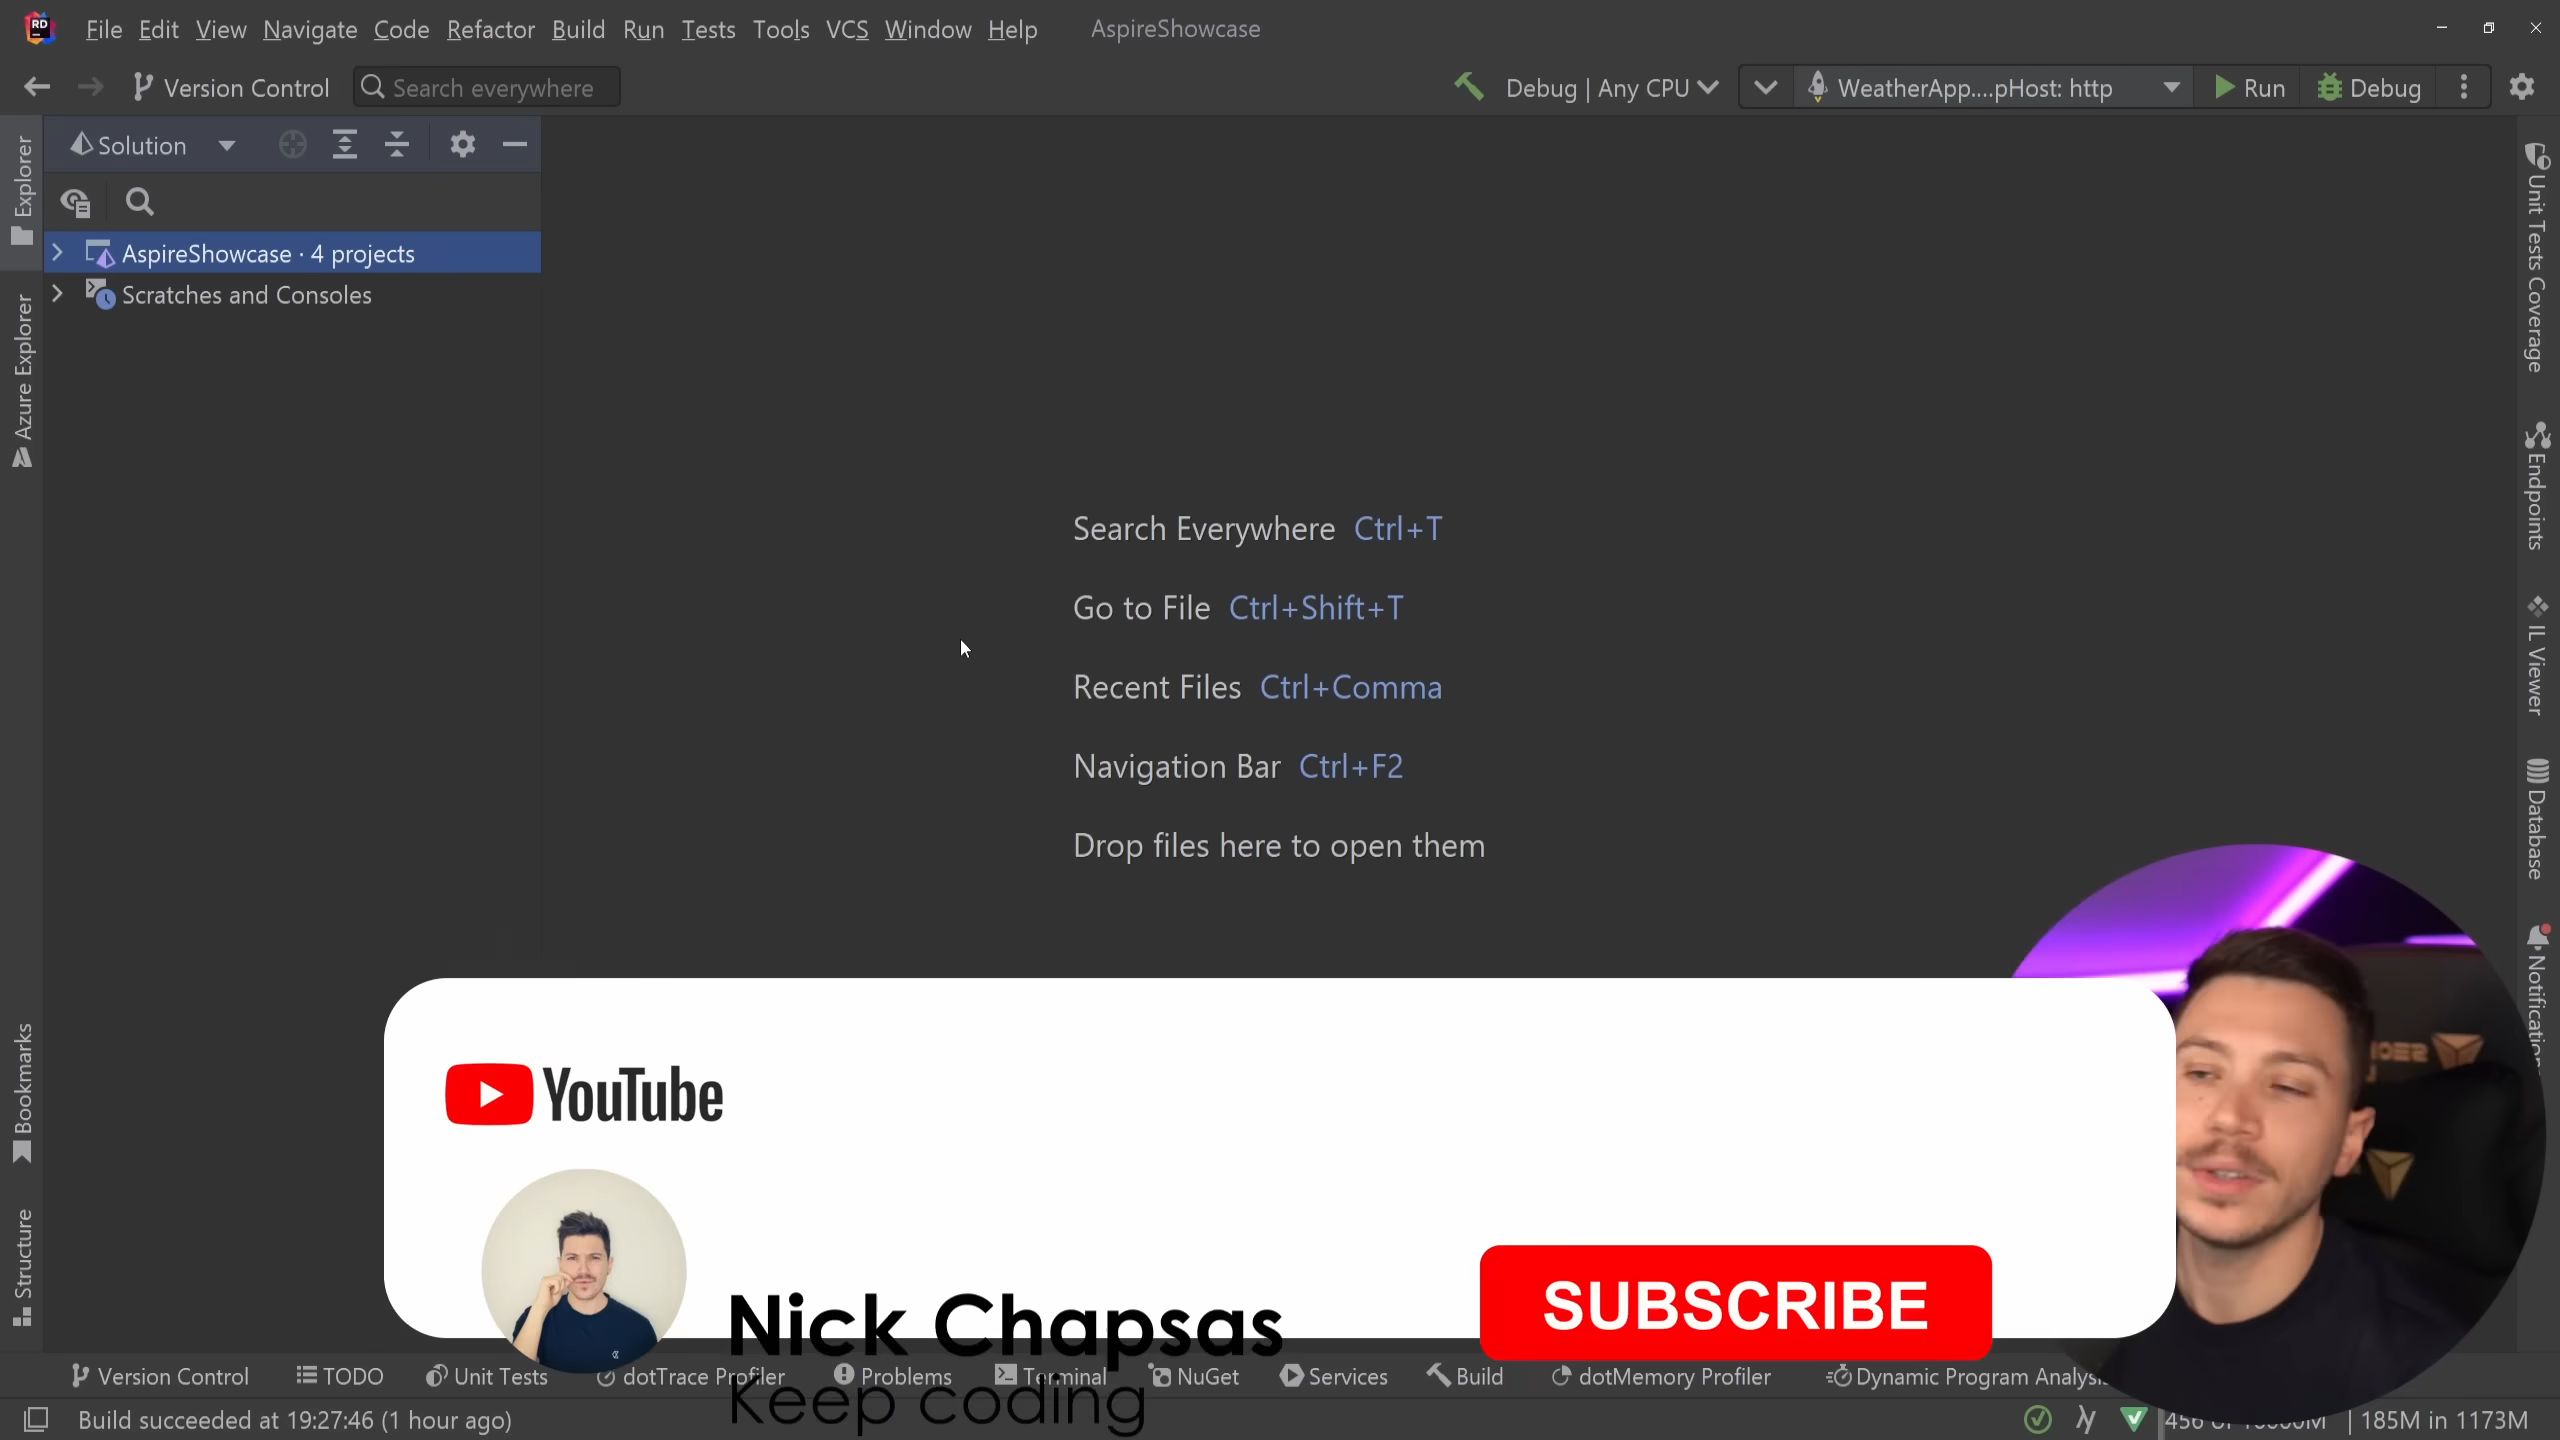 File Edit View Navigate Code Refactor Build Run Tests Tools VCS Window Help AspireShowcase
Version Control Search everywhere Debug | Any CPU WeatherApp....pHost: http Run Debug
Explorer
Azure Explorer
Bookmarks
Structure
Solution
AspireShowcase · 4 projects
Scratches and Consoles
Search Everywhere Ctrl+T
Go to File Ctrl+Shift+T
Recent Files Ctrl+Comma
Navigation Bar Ctrl+F2
Drop files here to open them
Unit Tests Coverage
Endpoints
IL Viewer
Database
YouTube
Nick Chapsas
Keep coding
SUBSCRIBE
Version Control TODO Unit Tests dotTrace Profiler Problems Terminal NuGet Services Build dotMemory Profiler Dynamic Program
Build succeeded at 19:27:46 (1 hour ago) 185M in 1173M